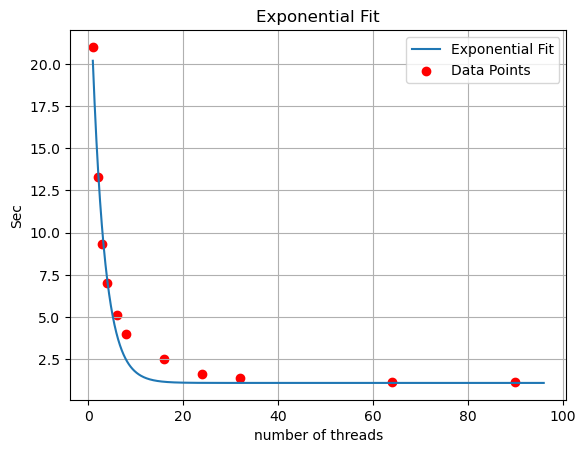 Exponential Fit
Exponential Fit
Data Points
20.0
17.5
15.0
12.5
10.0
7.5
5.0
2.5
Sec
0
20
40
60
80
100
number of threads